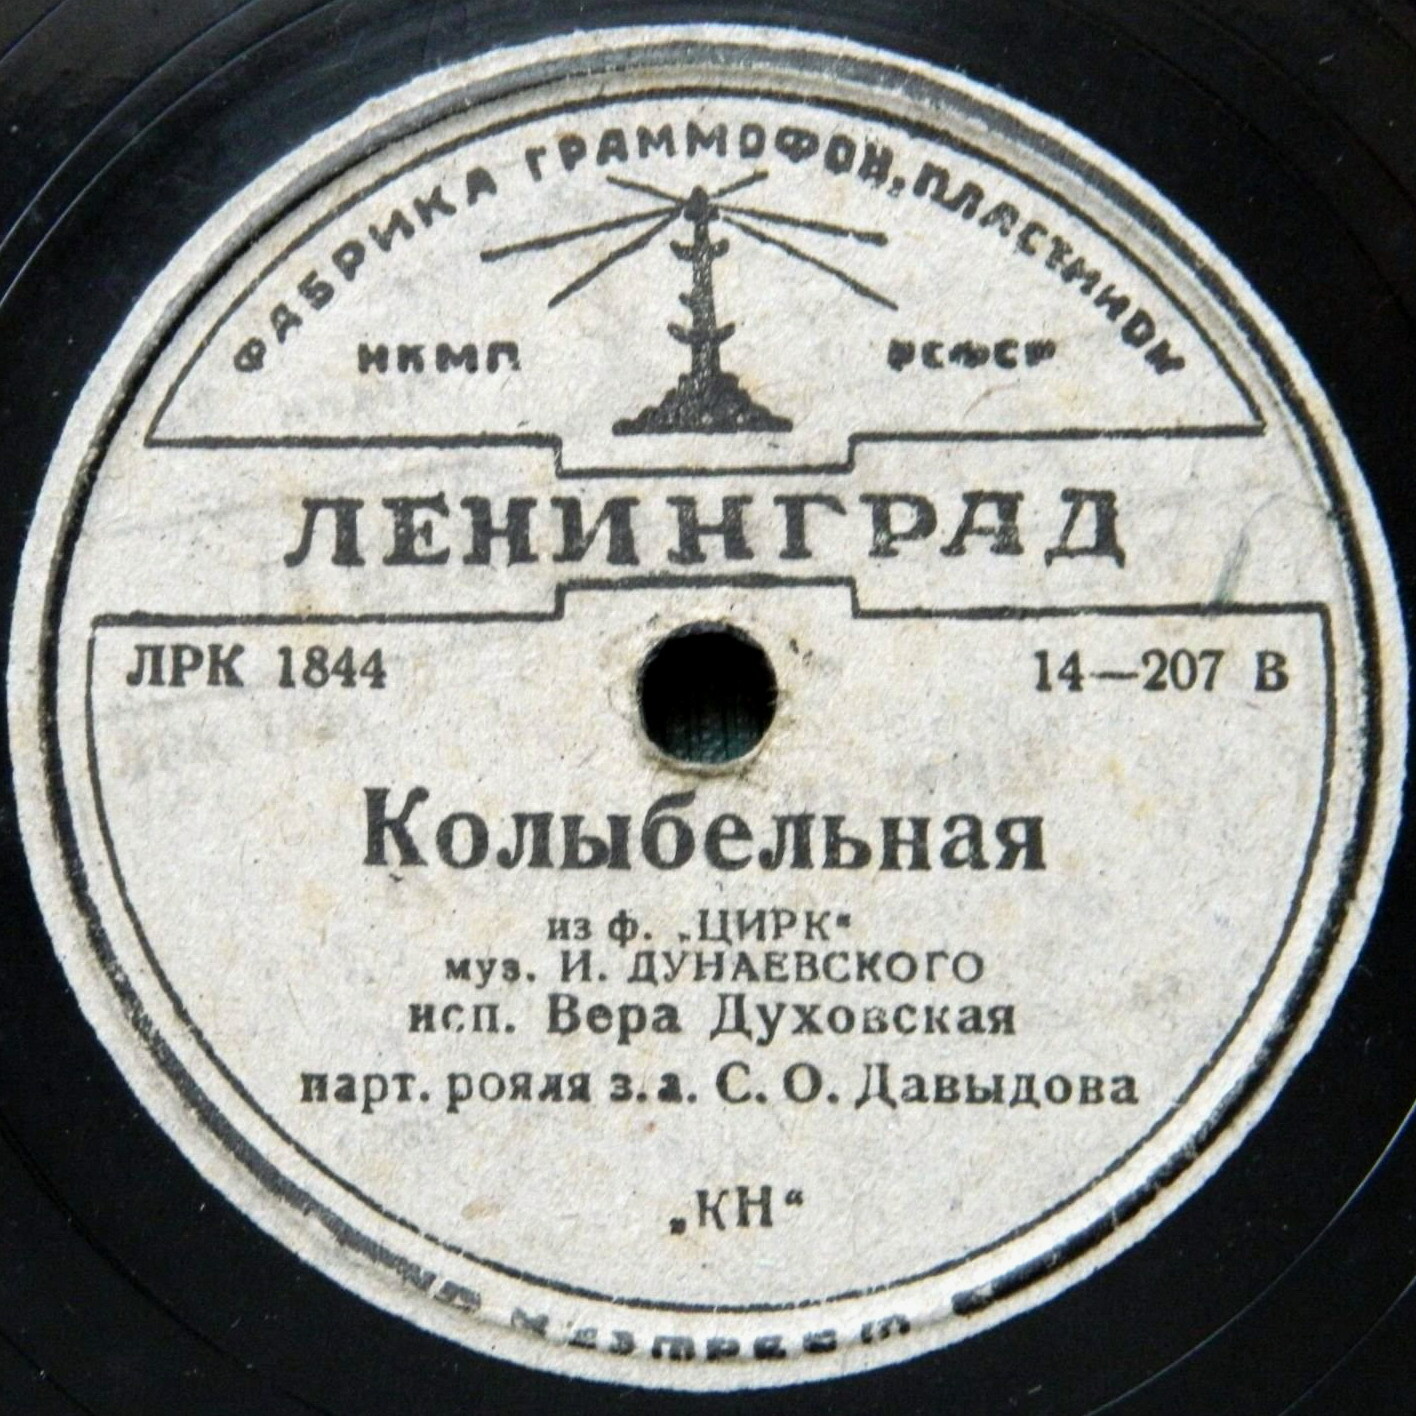 ФАБРИКА ГРАММОФОН. ПЛАСТИНОК
НКМП РСФСР
ЛЕНИНГРАД
ЛРК 1844 14—207 В
Колыбельная
из ф. „ЦИРК“
муз. И. ДУНАЕВСКОГО
исп. Вера Духовская
парт. рояля з. а. С. О. Давыдова
„КН“